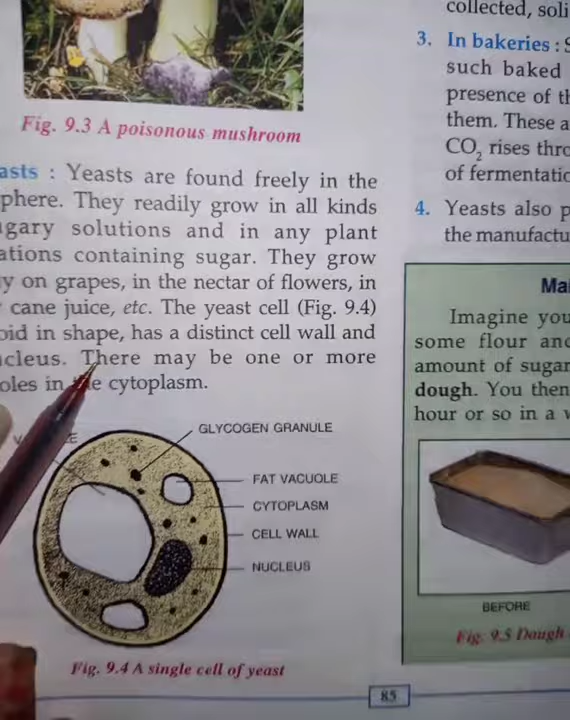 Fig. 9.3 A poisonous mushroom
asts : Yeasts are found freely in the
phere. They readily grow in all kinds
gary solutions and in any plant
ations containing sugar. They grow
y on grapes, in the nectar of flowers, in
cane juice, etc. The yeast cell (Fig. 9.4)
oid in shape, has a distinct cell wall and
cleus. There may be one or more
oles in the cytoplasm.
GLYCOGEN GRANULE
FAT VACUOLE
CYTOPLASM
CELL WALL
NUCLEUS
Fig. 9.4 A single cell of yeast
collected, soli
3. In bakeries : S
such baked
presence of th
them. These a
CO₂ rises thro
of fermentatio
4. Yeasts also p
the manufactu
Ma
Imagine you
some flour and
amount of sugar
dough. You then
hour or so in a w
BEFORE
Fig. 9.5 Dough
85